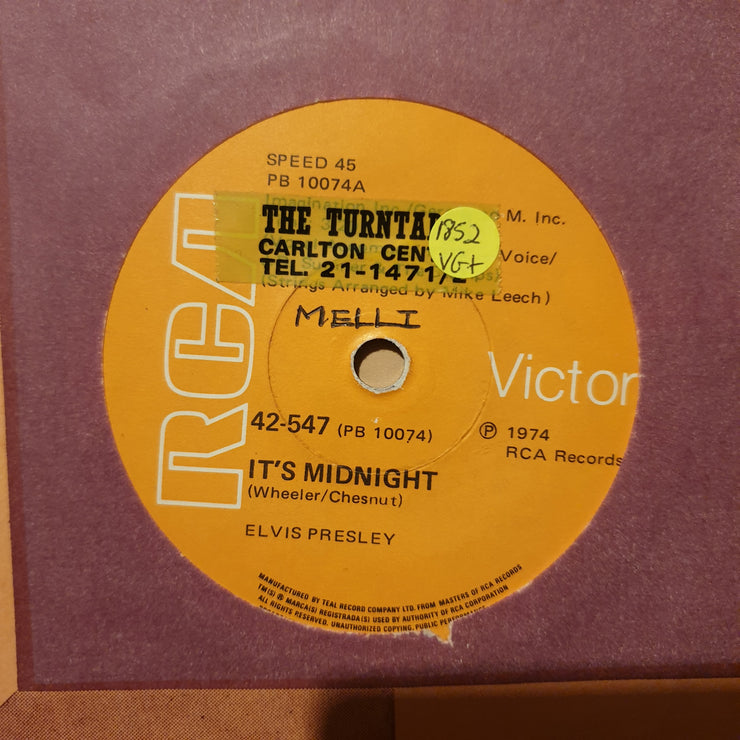 SPEED 45
PB 10074A
M. Inc.
THE TURNTA
CARLTON CENT
TEL. 21-1471/2
1852
VG+
Voice/
(Strings Arranged by Mike Leech)
MELLI
RCA
Victor
42-547 (PB 10074)
IT'S MIDNIGHT
(Wheeler/Chesnut)
Ⓟ 1974
RCA Records
ELVIS PRESLEY
MANUFACTURED BY TEAL RECORD COMPANY LTD. FROM MASTERS OF RCA RECORDS
TM(S) ® MARCA(S) REGISTRADA(S) USED BY AUTHORITY OF RCA CORPORATION
ALL RIGHTS RESERVED. UNAUTHORIZED COPYING, PUBLIC PERFORMANCE